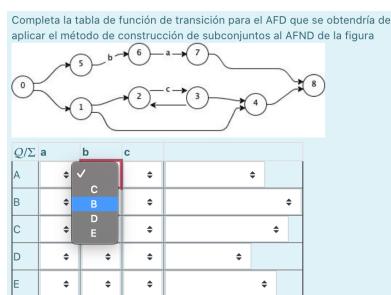 Completa la tabla de función de transición para el AFD que se obtendría de
aplicar el método de construcción de subconjuntos al AFND de la figura
0
5
b
6
a
7
1
2
c
3
4
8
Q/Σ a b c
A
B
C
D
E
✓
C
B
D
E